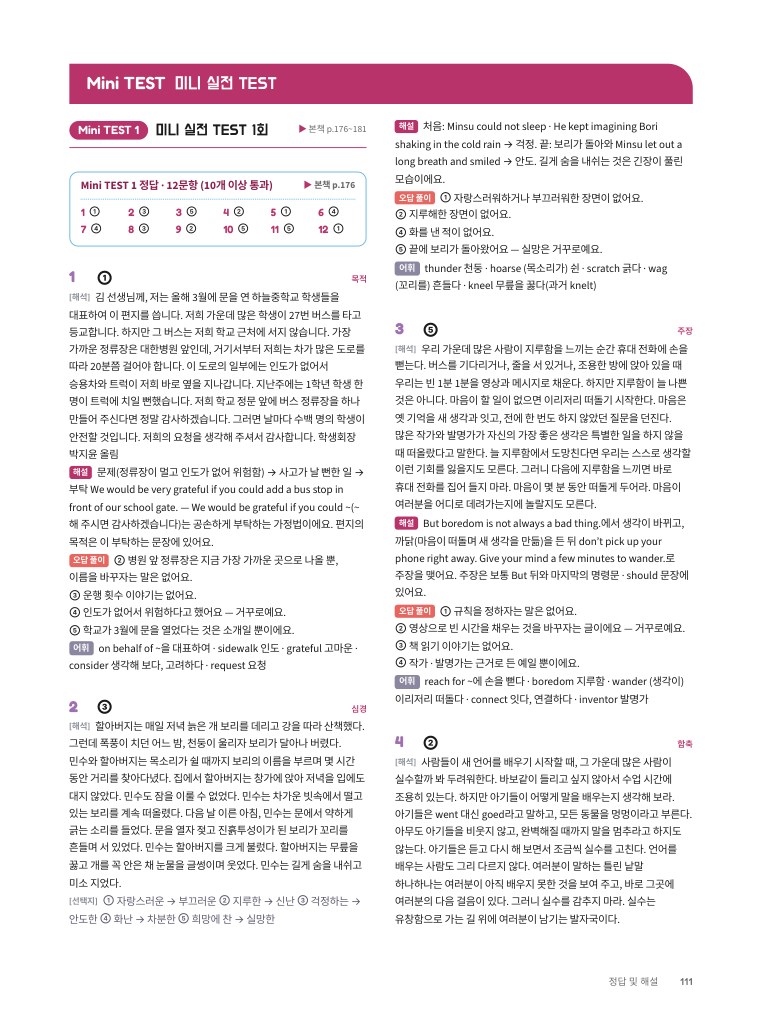 Mini TEST 미니 실전 TEST
Mini TEST 1 미니 실전 TEST 1회 ▶ 본책 p.176~181
Mini TEST 1 정답 · 12문항 (10개 이상 통과) ▶ 본책 p.176
1 ① 2 ③ 3 ⑤ 4 ② 5 ① 6 ④
7 ④ 8 ③ 9 ② 10 ⑤ 11 ⑤ 12 ①
1 ① 목적
[해석] 김 선생님께, 저는 올해 3월에 문을 연 하늘중학교 학생들을
대표하여 이 편지를 씁니다. 저희 가운데 많은 학생이 27번 버스를 타고
등교합니다. 하지만 그 버스는 저희 학교 근처에 서지 않습니다. 가장
가까운 정류장은 대한병원 앞인데, 거기서부터 저희는 차가 많은 도로를
따라 20분쯤 걸어야 합니다. 이 도로의 일부에는 인도가 없어서
승용차와 트럭이 저희 바로 옆을 지나갑니다. 지난주에는 1학년 학생 한
명이 트럭에 치일 뻔했습니다. 저희 학교 정문 앞에 버스 정류장을 하나
만들어 주신다면 정말 감사하겠습니다. 그러면 날마다 수백 명의 학생이
안전할 것입니다. 저희의 요청을 생각해 주셔서 감사합니다. 학생회장
박지윤 올림
해설 문제(정류장이 멀고 인도가 없어 위험함) → 사고가 날 뻔한 일 →
부탁 We would be very grateful if you could add a bus stop in
front of our school gate. — We would be grateful if you could ~(~
해 주시면 감사하겠습니다)는 공손하게 부탁하는 가정법이에요. 편지의
목적은 이 부탁하는 문장에 있어요.
오답 풀이 ② 병원 앞 정류장은 지금 가장 가까운 곳으로 나올 뿐,
이름을 바꾸자는 말은 없어요.
③ 운행 횟수 이야기는 없어요.
④ 인도가 없어서 위험하다고 했어요 — 거꾸로예요.
⑤ 학교가 3월에 문을 열었다는 것은 소개일 뿐이에요.
어휘 on behalf of ~을 대표하여 · sidewalk 인도 · grateful 고마운 ·
consider 생각해 보다, 고려하다 · request 요청
2 ③ 심경
[해석] 할아버지는 매일 저녁 늙은 개 보리를 데리고 강을 따라 산책했다.
그런데 폭풍이 치던 어느 밤, 천둥이 울리자 보리가 달아나 버렸다.
민수와 할아버지는 목소리가 쉴 때까지 보리의 이름을 부르며 몇 시간
동안 거리를 찾아다녔다. 집에서 할아버지는 창가에 앉아 저녁을 입에도
대지 않았다. 민수도 잠을 이룰 수 없었다. 민수는 차가운 빗속에서 떨고
있는 보리를 계속 떠올렸다. 다음 날 이른 아침, 민수는 문에서 약하게
긁는 소리를 들었다. 문을 열자 젖고 진흙투성이가 된 보리가 꼬리를
흔들며 서 있었다. 민수는 할아버지를 크게 불렀다. 할아버지는 무릎을
꿇고 개를 꼭 안은 채 눈물을 글썽이며 웃었다. 민수는 길게 숨을 내쉬고
미소 지었다.
[선택지] ① 자랑스러운 → 부끄러운 ② 지루한 → 신난 ③ 걱정하는 →
안도한 ④ 화난 → 차분한 ⑤ 희망에 찬 → 실망한
해설 처음: Minsu could not sleep · He kept imagining Bori
shaking in the cold rain → 걱정. 끝: 보리가 돌아와 Minsu let out a
long breath and smiled → 안도. 길게 숨을 내쉬는 것은 긴장이 풀린
모습이에요.
오답 풀이 ① 자랑스러워하거나 부끄러워한 장면이 없어요.
② 지루해한 장면이 없어요.
④ 화를 낸 적이 없어요.
⑤ 끝에 보리가 돌아왔어요 — 실망은 거꾸로예요.
어휘 thunder 천둥 · hoarse (목소리가) 쉰 · scratch 긁다 · wag
(꼬리를) 흔들다 · kneel 무릎을 꿇다(과거 knelt)
3 ⑤ 주장
[해석] 우리 가운데 많은 사람이 지루함을 느끼는 순간 휴대 전화에 손을
뻗는다. 버스를 기다리거나, 줄을 서 있거나, 조용한 방에 앉아 있을 때
우리는 빈 1분 1분을 영상과 메시지로 채운다. 하지만 지루함이 늘 나쁜
것은 아니다. 마음이 할 일이 없으면 이리저리 떠돌기 시작한다. 마음은
옛 기억을 새 생각과 잇고, 전에 한 번도 하지 않았던 질문을 던진다.
많은 작가와 발명가가 자신의 가장 좋은 생각은 특별한 일을 하지 않을
때 떠올랐다고 말한다. 늘 지루함에서 도망친다면 우리는 스스로 생각할
이런 기회를 잃을지도 모른다. 그러니 다음에 지루함을 느끼면 바로
휴대 전화를 집어 들지 마라. 마음이 몇 분 동안 떠돌게 두어라. 마음이
여러분을 어디로 데려가는지에 놀랄지도 모른다.
해설 But boredom is not always a bad thing.에서 생각이 바뀌고,
까닭(마음이 떠돌며 새 생각을 만듦)을 든 뒤 don't pick up your
phone right away. Give your mind a few minutes to wander.로
주장을 맺어요. 주장은 보통 But 뒤와 마지막의 명령문 · should 문장에
있어요.
오답 풀이 ① 규칙을 정하자는 말은 없어요.
② 영상으로 빈 시간을 채우는 것을 바꾸자는 글이에요 — 거꾸로예요.
③ 책 읽기 이야기는 없어요.
④ 작가 · 발명가는 근거로 든 예일 뿐이에요.
어휘 reach for ~에 손을 뻗다 · boredom 지루함 · wander (생각이)
이리저리 떠돌다 · connect 잇다, 연결하다 · inventor 발명가
4 ② 함축
[해석] 사람들이 새 언어를 배우기 시작할 때, 그 가운데 많은 사람이
실수할까 봐 두려워한다. 바보같이 들리고 싶지 않아서 수업 시간에
조용히 있는다. 하지만 아기들이 어떻게 말을 배우는지 생각해 보라.
아기들은 went 대신 goed라고 말하고, 모든 동물을 멍멍이라고 부른다.
아무도 아기들을 비웃지 않고, 완벽해질 때까지 말을 멈추라고 하지도
않는다. 아기들은 듣고 다시 해 보면서 조금씩 실수를 고친다. 언어를
배우는 사람도 그리 다르지 않다. 여러분이 말하는 틀린 낱말
하나하나는 여러분이 아직 배우지 못한 것을 보여 주고, 바로 그곳에
여러분의 다음 걸음이 있다. 그러니 실수를 감추지 마라. 실수는
유창함으로 가는 길 위에 여러분이 남기는 발자국이다.
정답 및 해설 111